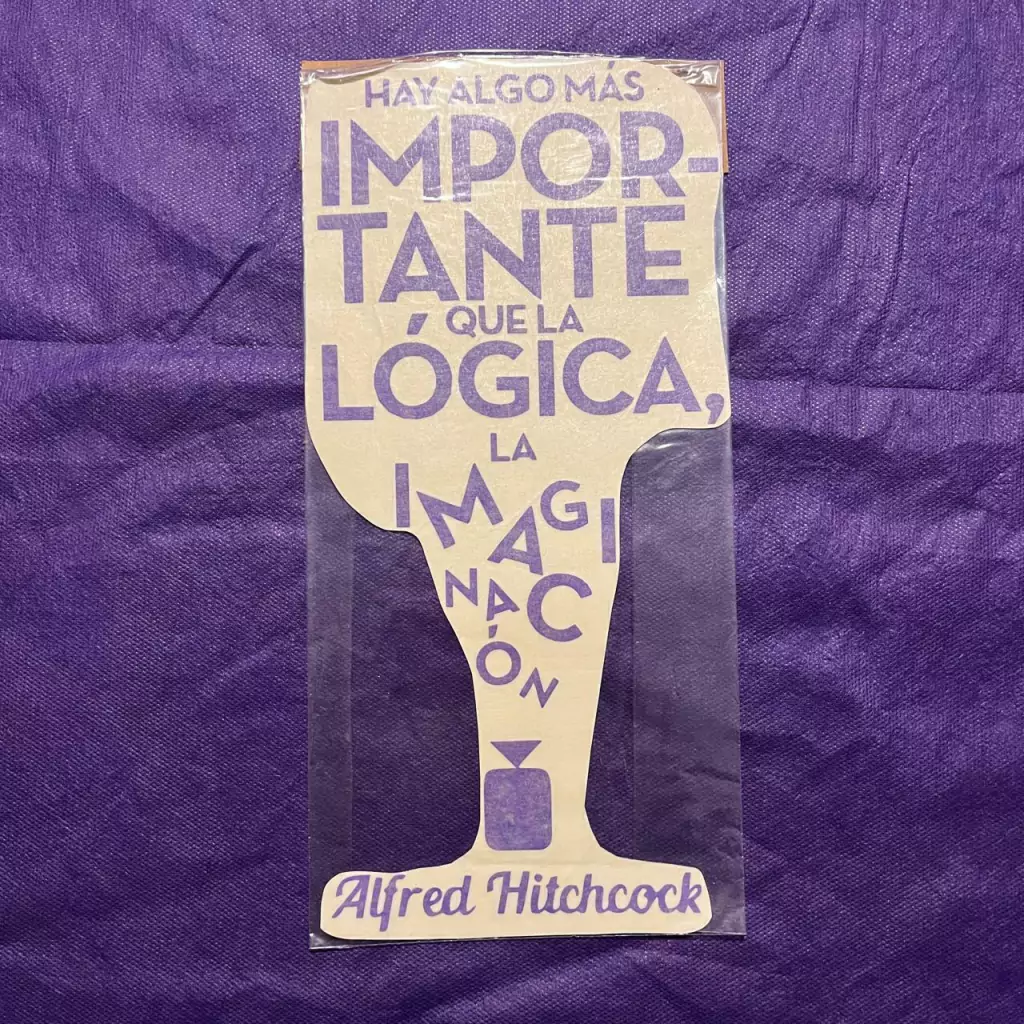 HAY ALGO MÁS
IMPOR-
TANTE
QUE LA
LÓGICA,
LA
IMAGI
NAC
IÓN
Alfred Hitchcock